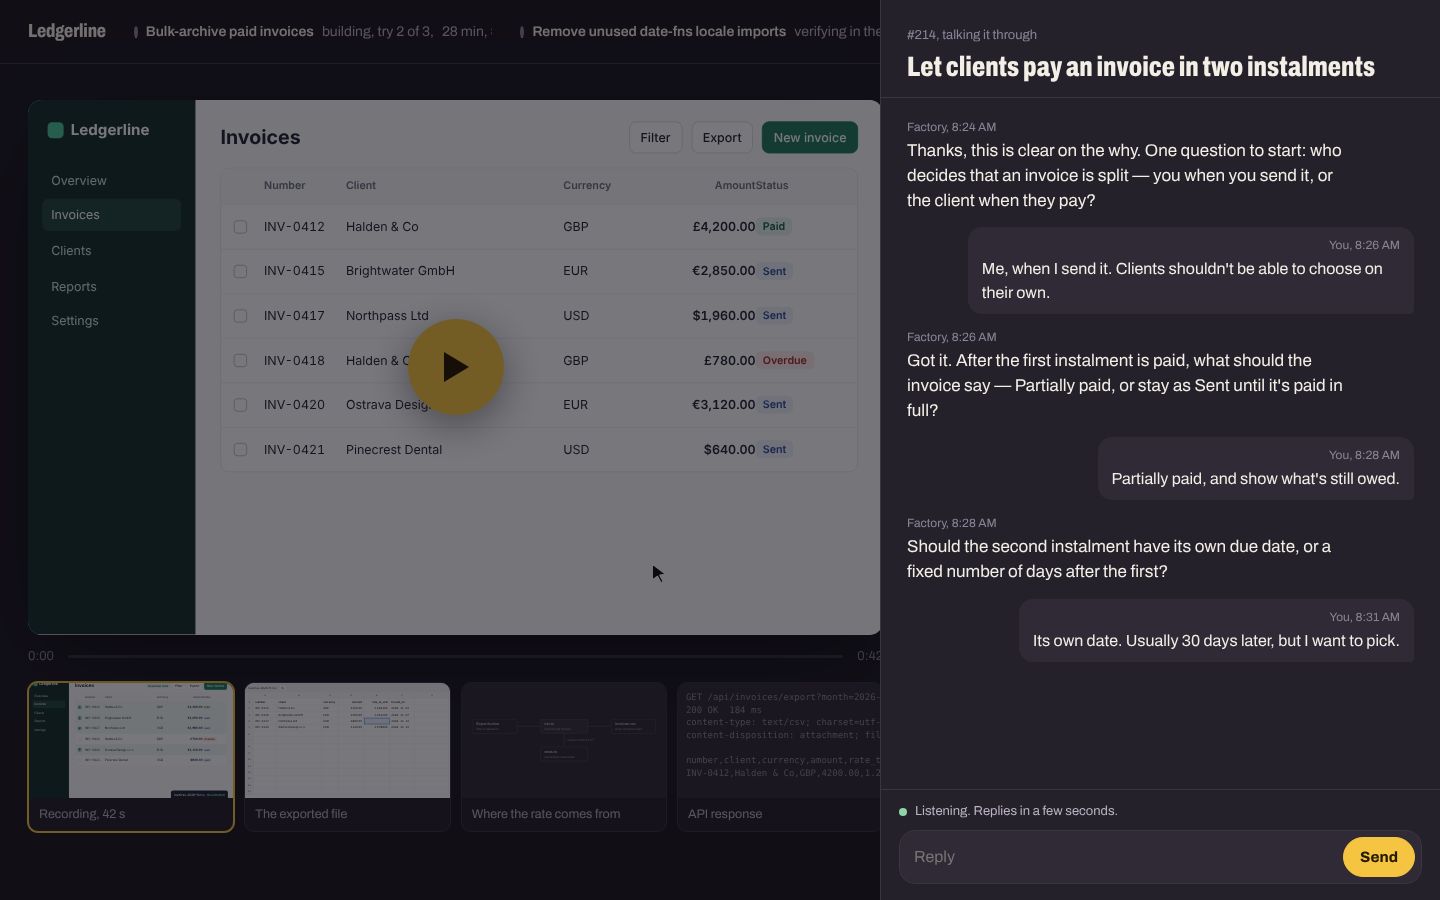 Ledgerline
Bulk-archive paid invoices building, try 2 of 3, 28 min,
Remove unused date-fns locale imports verifying in the
Ledgerline
Overview
Invoices
Clients
Reports
Settings
Invoices
Filter
Export
New invoice
Number Client Currency Amount Status
INV-0412 Halden & Co GBP £4,200.00 Paid
INV-0415 Brightwater GmbH EUR €2,850.00 Sent
INV-0417 Northpass Ltd USD $1,960.00 Sent
INV-0418 Halden & C GBP £780.00 Overdue
INV-0420 Ostrava Desig EUR €3,120.00 Sent
INV-0421 Pinecrest Dental USD $640.00 Sent
0:00
0:42
Recording, 42 s
The exported file
Where the rate comes from
GET /api/invoices/export?month=2026-
200 OK 184 ms
content-type: text/csv; charset=utf-
content-disposition: attachment; fil
number,client,currency,amount,rate_t
INV-0412,Halden & Co,GBP,4200.00,1.2
API response
#214, talking it through
Let clients pay an invoice in two instalments
Factory, 8:24 AM
Thanks, this is clear on the why. One question to start: who
decides that an invoice is split — you when you send it, or
the client when they pay?
You, 8:26 AM
Me, when I send it. Clients shouldn't be able to choose on
their own.
Factory, 8:26 AM
Got it. After the first instalment is paid, what should the
invoice say — Partially paid, or stay as Sent until it's paid in
full?
You, 8:28 AM
Partially paid, and show what's still owed.
Factory, 8:28 AM
Should the second instalment have its own due date, or a
fixed number of days after the first?
You, 8:31 AM
Its own date. Usually 30 days later, but I want to pick.
Listening. Replies in a few seconds.
Reply
Send